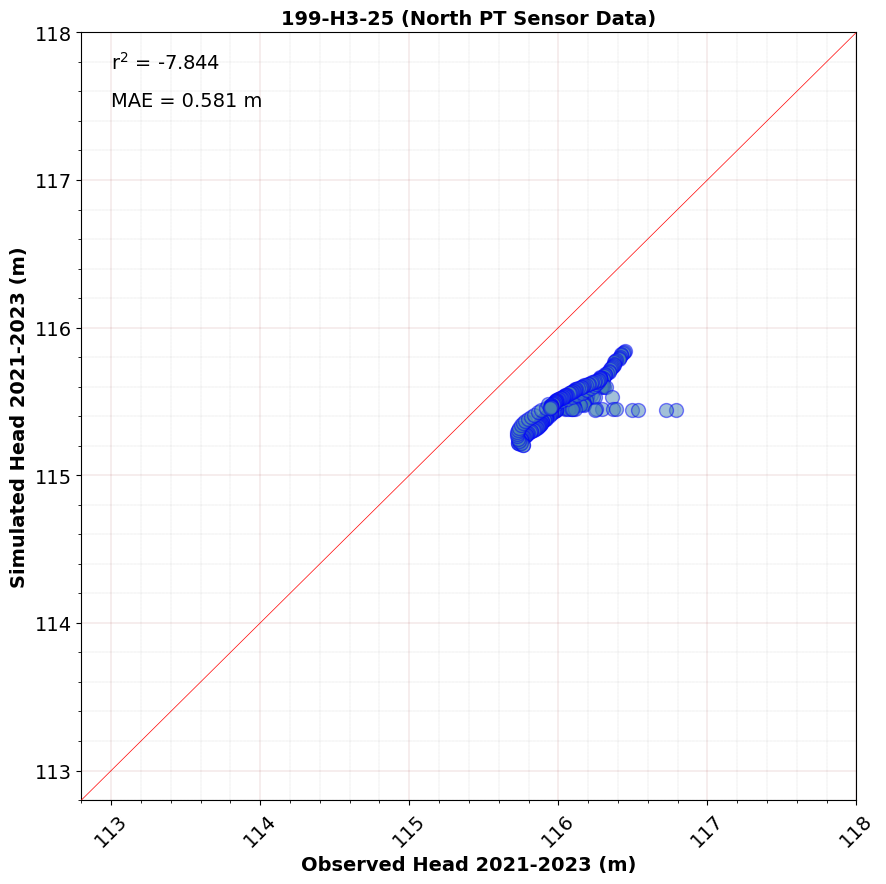 199-H3-25 (North PT Sensor Data)
r² = -7.844
MAE = 0.581 m
118
117
116
115
114
113
Simulated Head 2021-2023 (m)
113
114
115
116
117
118
Observed Head 2021-2023 (m)